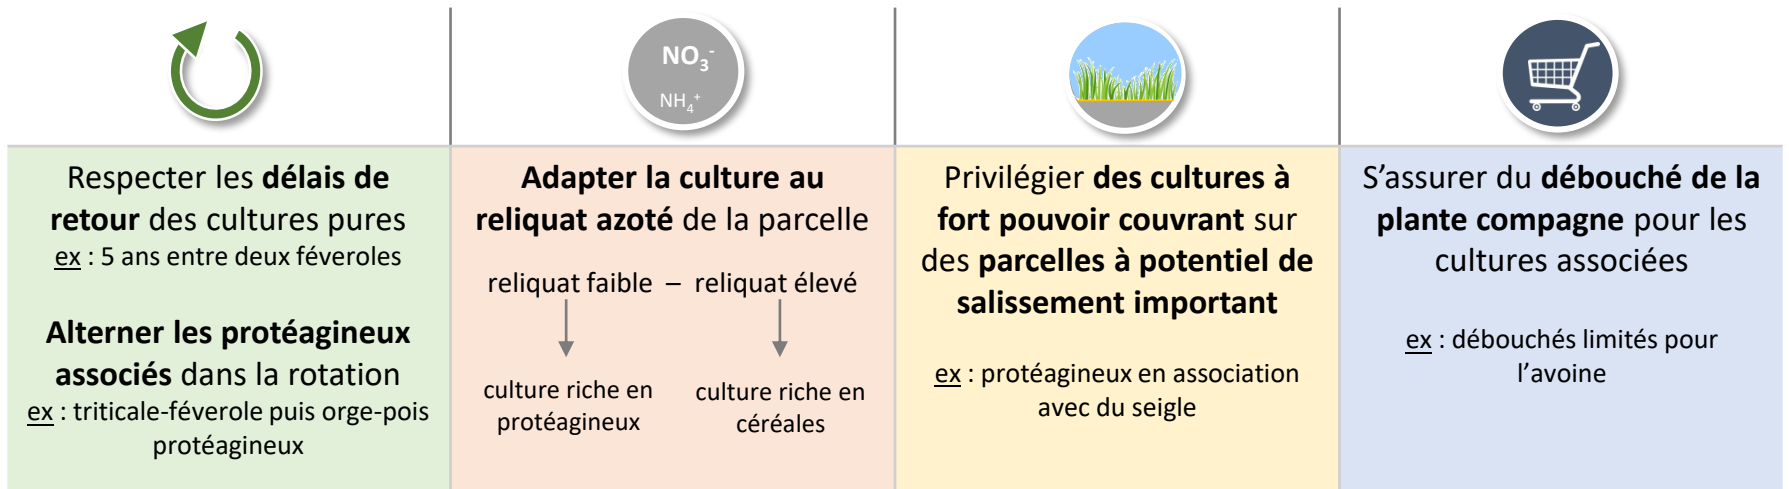 NO₃⁻
NH₄⁺
Respecter les délais de
retour des cultures pures
ex : 5 ans entre deux féveroles
Alterner les protéagineux
associés dans la rotation
ex : triticale-féverole puis orge-pois
protéagineux
Adapter la culture au
reliquat azoté de la parcelle
reliquat faible – reliquat élevé
culture riche en
protéagineux
culture riche en
céréales
Privilégier des cultures à
fort pouvoir couvrant sur
des parcelles à potentiel de
salissement important
ex : protéagineux en association
avec du seigle
S’assurer du débouché de la
plante compagne pour les
cultures associées
ex : débouchés limités pour
l’avoine